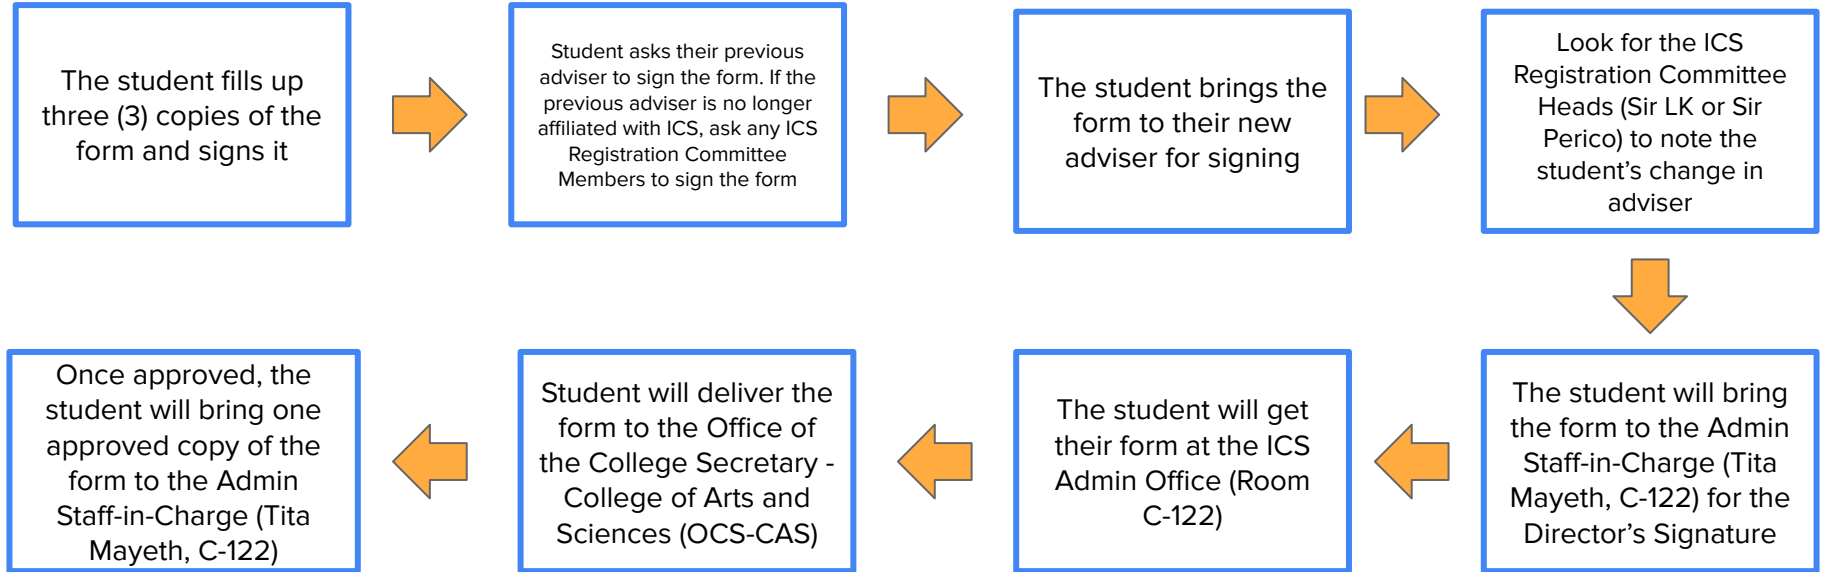 The student fills up
three (3) copies of the
form and signs it
Student asks their previous
adviser to sign the form. If the
previous adviser is no longer
affiliated with ICS, ask any ICS
Registration Committee
Members to sign the form
The student brings the
form to their new
adviser for signing
Look for the ICS
Registration Committee
Heads (Sir LK or Sir
Perico) to note the
student’s change in
adviser
The student will bring
the form to the Admin
Staff-in-Charge (Tita
Mayeth, C-122) for the
Director’s Signature
The student will get
their form at the ICS
Admin Office (Room
C-122)
Student will deliver the
form to the Office of
the College Secretary -
College of Arts and
Sciences (OCS-CAS)
Once approved, the
student will bring one
approved copy of the
form to the Admin
Staff-in-Charge (Tita
Mayeth, C-122)